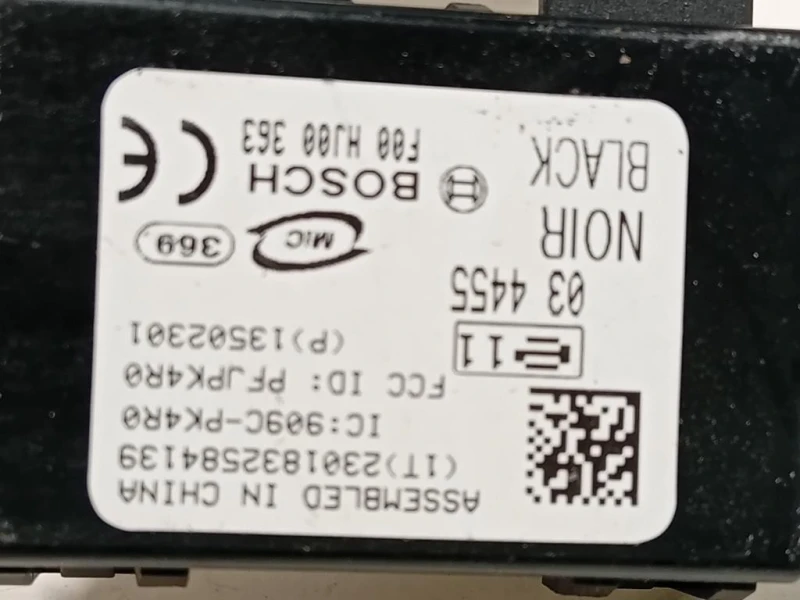 ASSEMBLED IN CHINA
(1T)2301832584139
IC:909C-PK4R0
FCC ID: PFJPK4R0
(P)13502301
11
03 4455
MIC 369
NOIR
BOSCH
F00 HJ00 363
CE
BLACK